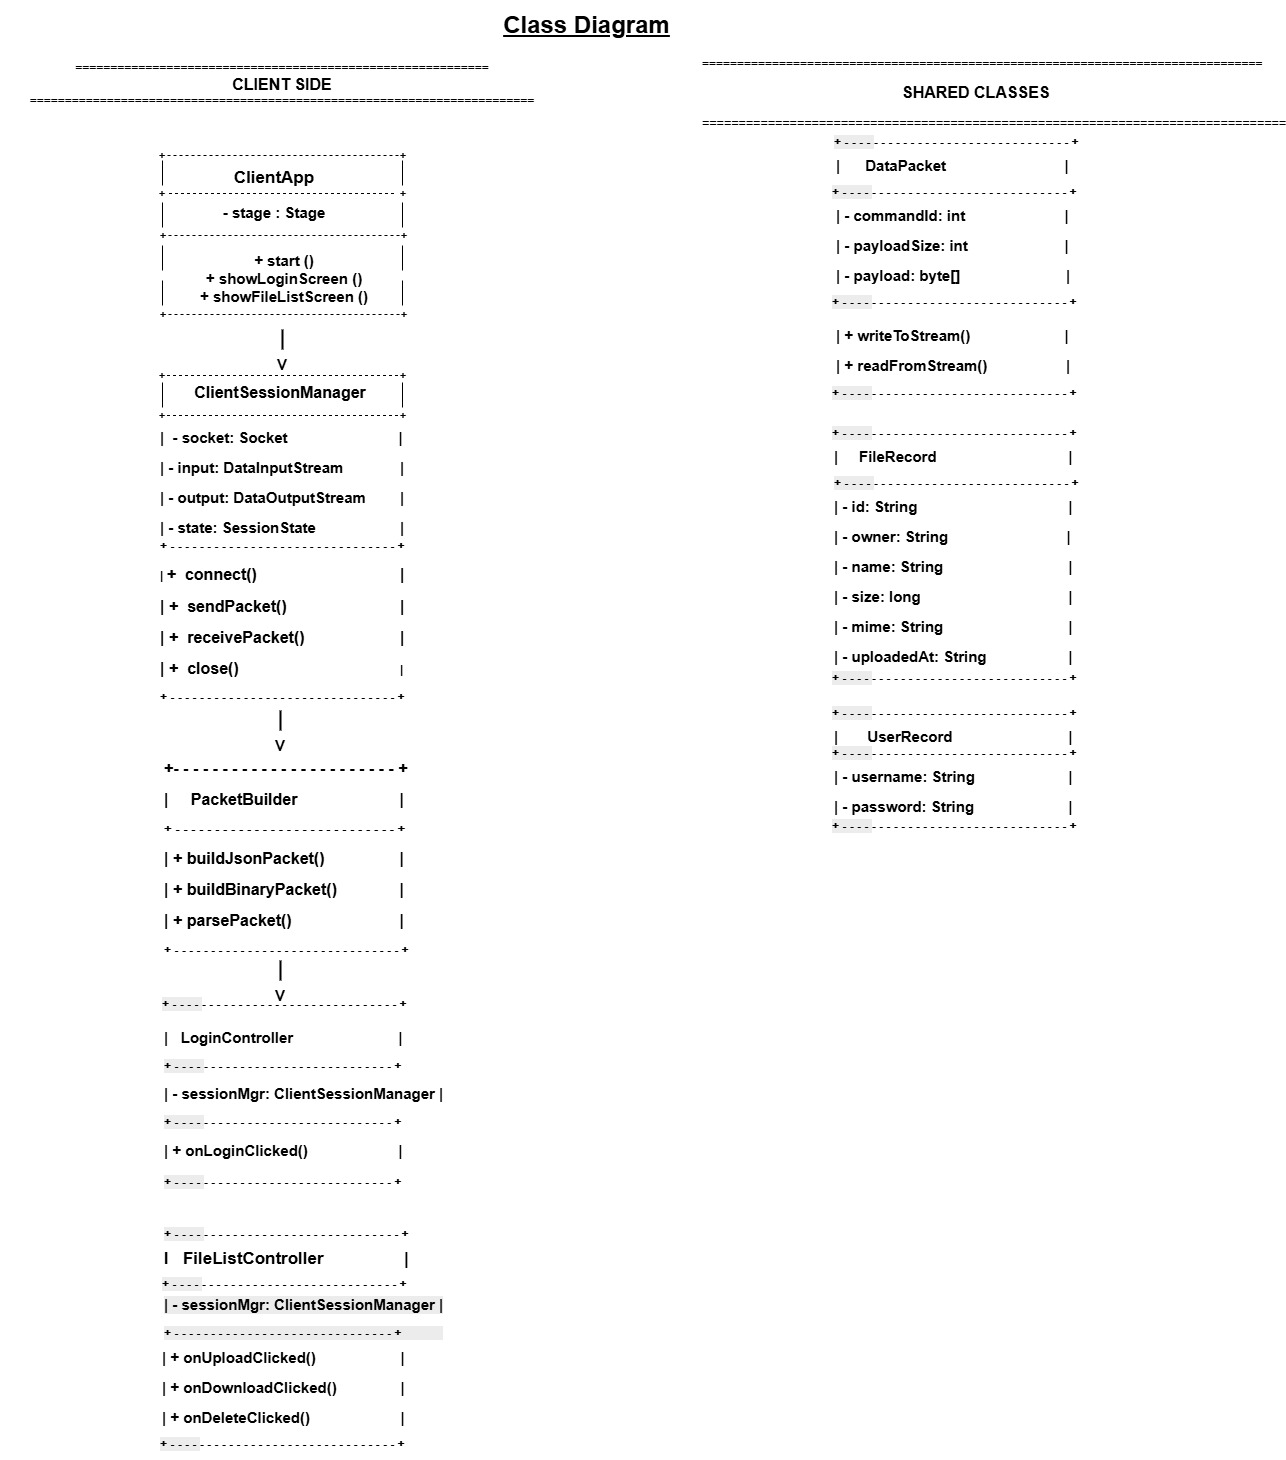 Class Diagram
===========================================================
CLIENT SIDE
========================================================================
+---------------------------------------+
| ClientApp |
+--------------------------------------+
| - stage : Stage |
+---------------------------------------+
| + start () |
+ showLoginScreen ()
| + showFileListScreen () |
+---------------------------------------+
|
V
+---------------------------------------+
| ClientSessionManager |
+---------------------------------------+
| - socket: Socket |
| - input: DataInputStream |
| - output: DataOutputStream |
| - state: SessionState |
+-------------------------------+
| + connect() |
| + sendPacket() |
| + receivePacket() |
| + close() |
+-------------------------------+
|
V
+-----------------------+
| PacketBuilder |
+------------------------------+
| + buildJsonPacket() |
| + buildBinaryPacket() |
| + parsePacket() |
+-------------------------------+
|
V
+-------------------------------+
| LoginController |
+------------------------------+
| - sessionMgr: ClientSessionManager |
+------------------------------+
| + onLoginClicked() |
+------------------------------+
+-------------------------------+
I FileListController |
+-------------------------------+
| - sessionMgr: ClientSessionManager |
+------------------------------+
| + onUploadClicked() |
| + onDownloadClicked() |
| + onDeleteClicked() |
+-------------------------------+
================================================================================
SHARED CLASSES
====================================================================================
+-------------------------------+
| DataPacket |
+-------------------------------+
| - commandId: int |
| - payloadSize: int |
| - payload: byte[] |
+-------------------------------+
| + writeToStream() |
| + readFromStream() |
+-------------------------------+
+-------------------------------+
| FileRecord |
+-------------------------------+
| - id: String |
| - owner: String |
| - name: String |
| - size: long |
| - mime: String |
| - uploadedAt: String |
+-------------------------------+
+-------------------------------+
| UserRecord |
+-------------------------------+
| - username: String |
| - password: String |
+-------------------------------+